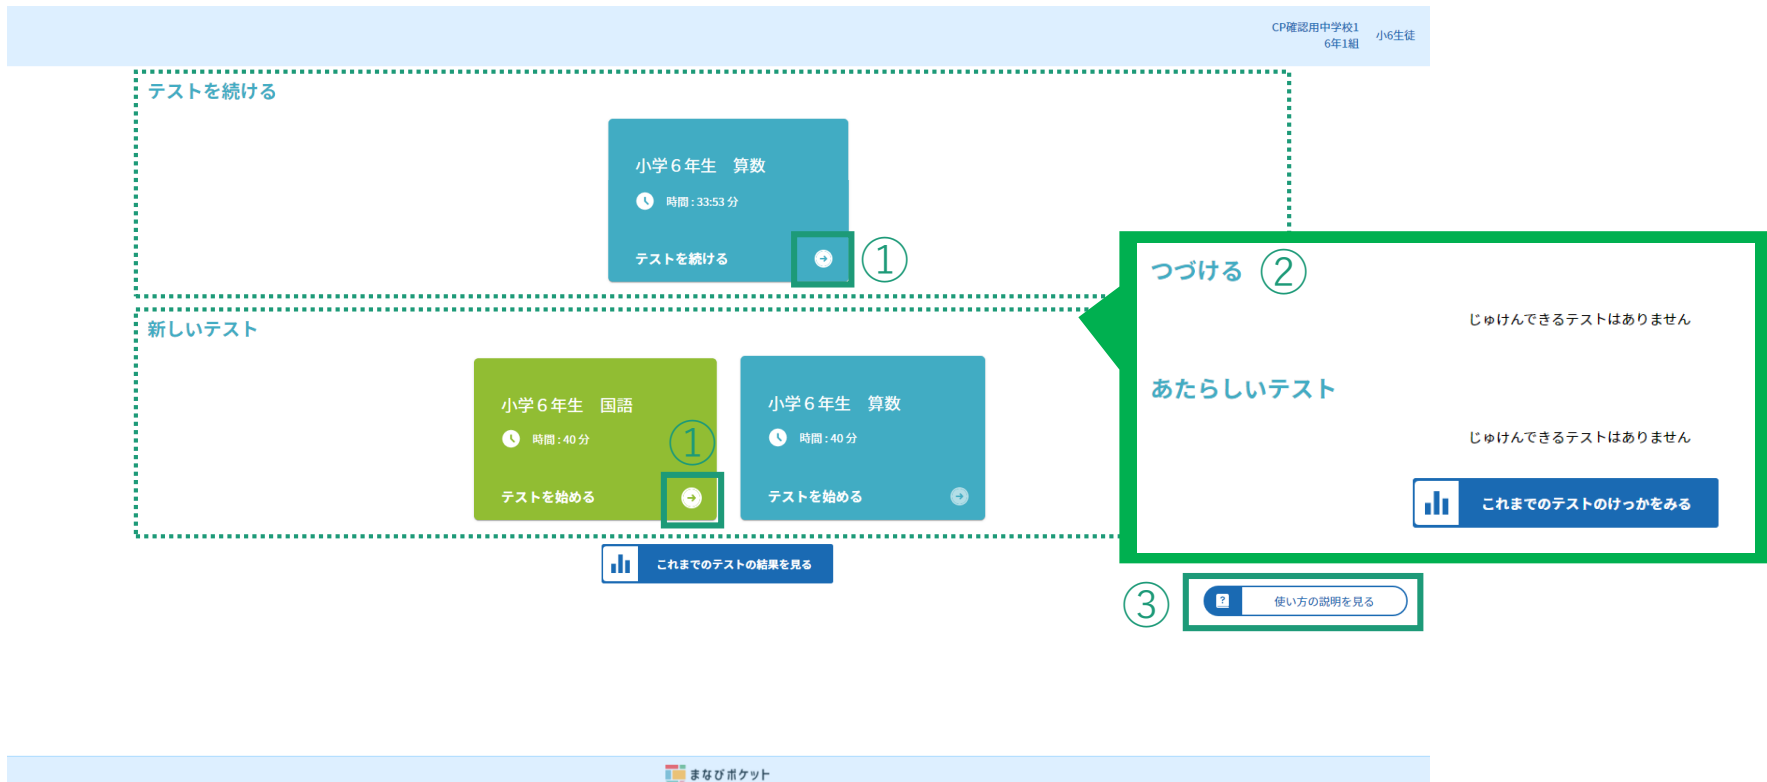 CP確認用中学校1
6年1組
小6生徒
テストを続ける
小学6年生　算数
時間 : 33:53 分
テストを続ける
①
新しいテスト
小学6年生　国語
時間 : 40 分
①
テストを始める
小学6年生　算数
時間 : 40 分
テストを始める
これまでのテストの結果を見る
つづける
②
じゅけんできるテストはありません
あたらしいテスト
じゅけんできるテストはありません
これまでのテストのけっかをみる
③
?
使い方の説明を見る
まなびポケット